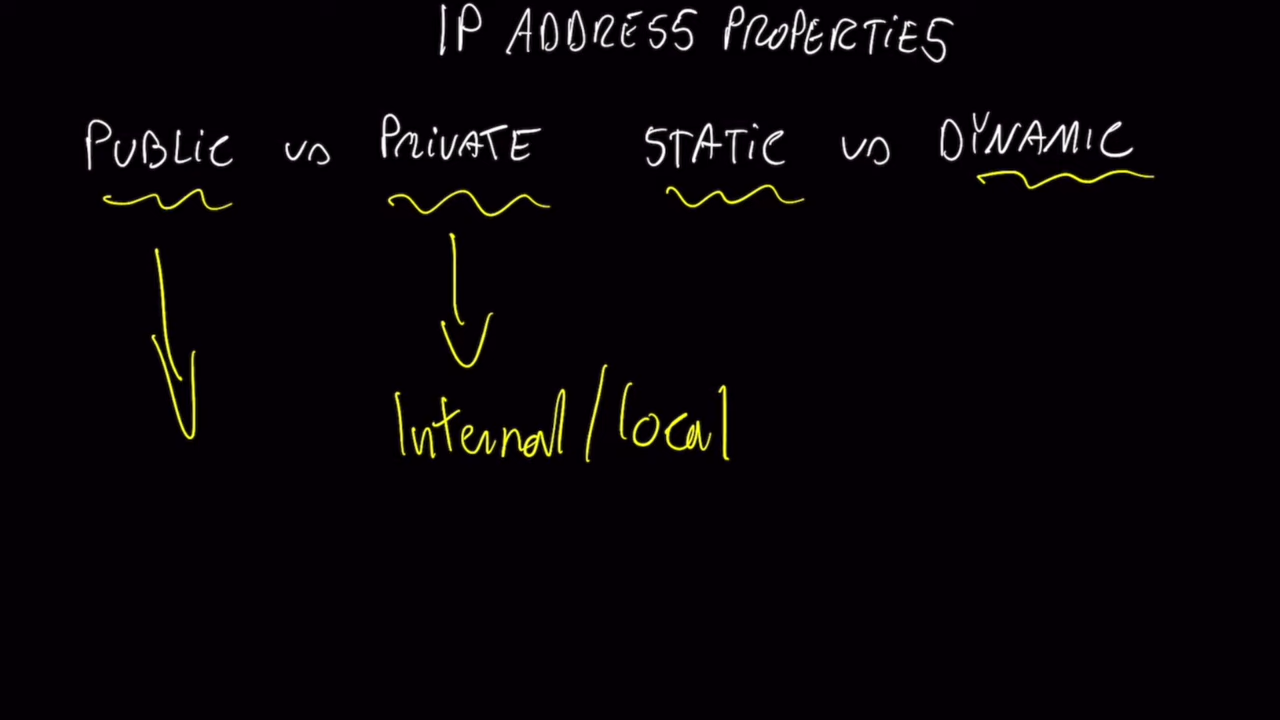 IP ADDRESS PROPERTIES
PUBLIC vs PRIVATE STATIC vs DYNAMIC
Internal/local